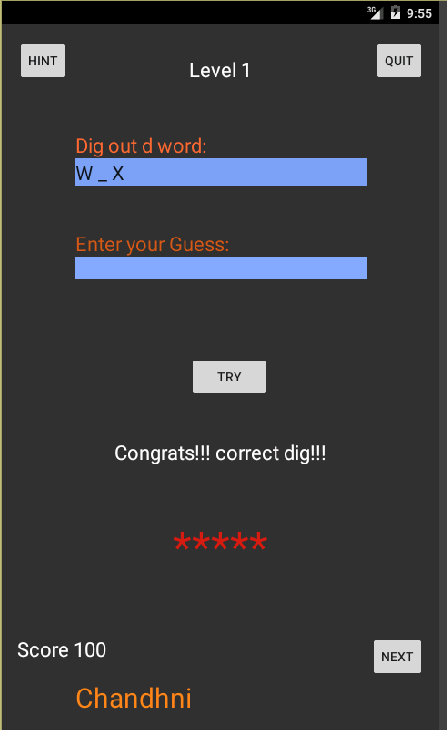 3G 9:55
HINT QUIT
Level 1
Dig out d word:
W _ X
Enter your Guess:
TRY
Congrats!!! correct dig!!!
*****
Score 100
NEXT
Chandhni